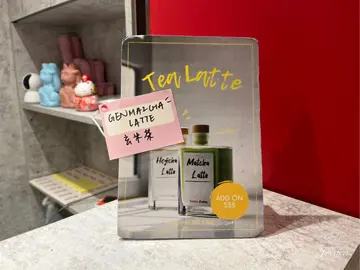 Tea Latte
GENMAICHA
LATTE
玄米茶
Hojicha
Latte
Matcha
Latte
ADD ON